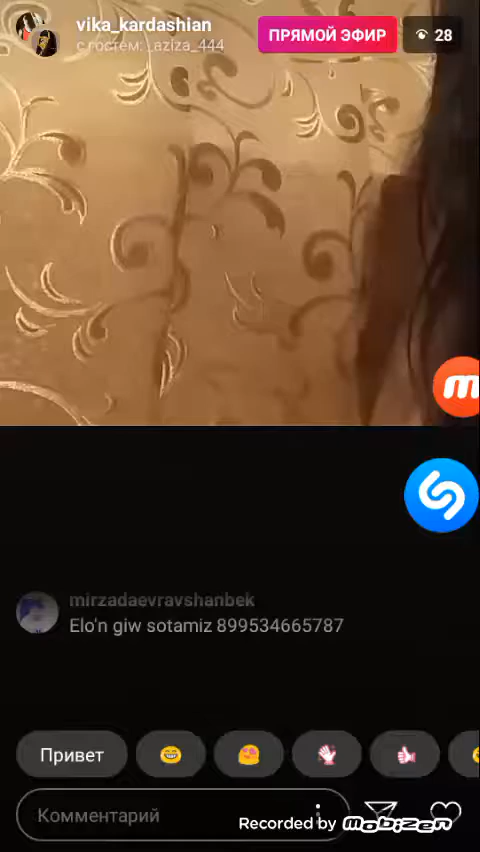 vika_kardashian
с гостем: _aziza_444
ПРЯМОЙ ЭФИР
28
mirzadaevravshanbek
Elo'n giw sotamiz 899534665787
Привет
Комментарий
Recorded by mobizen